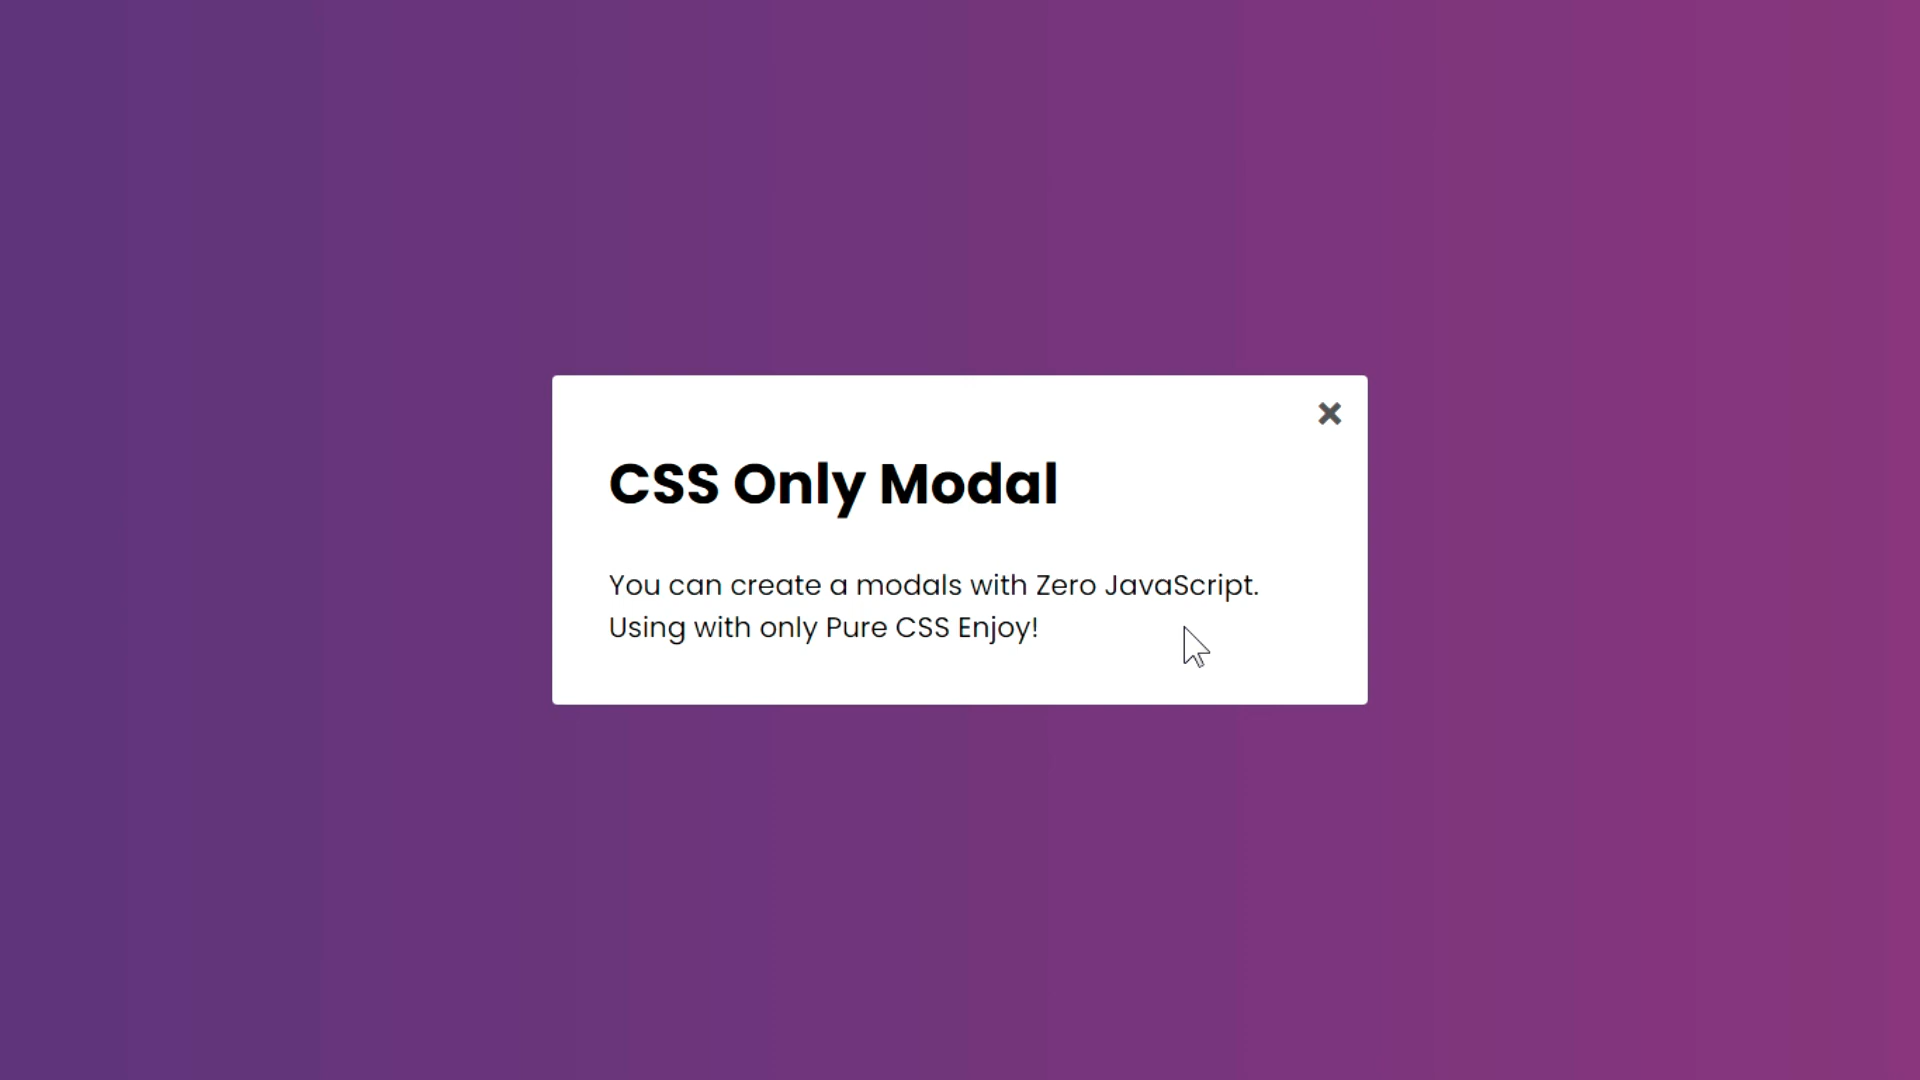 CSS Only Modal
You can create a modals with Zero JavaScript.
Using with only Pure CSS Enjoy!